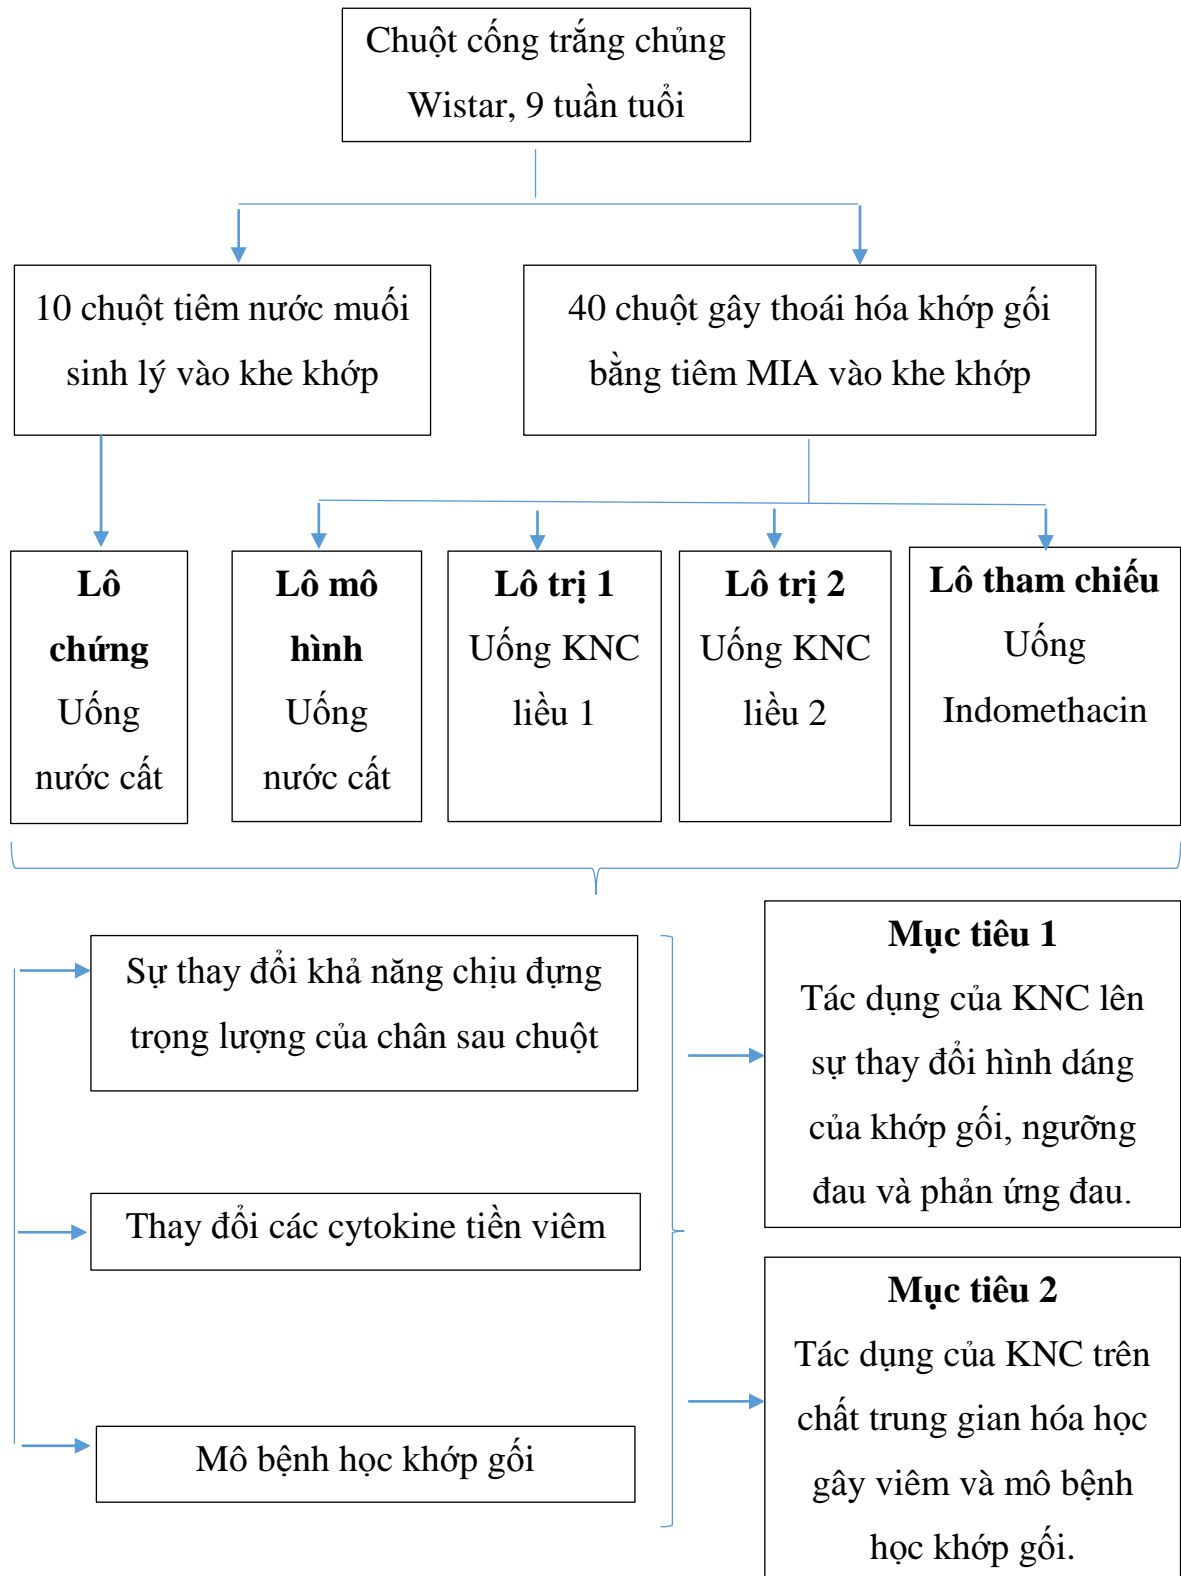 Chuột cống trắng chủng
Wistar, 9 tuần tuổi
10 chuột tiêm nước muối
sinh lý vào khe khớp
40 chuột gây thoái hóa khớp gối
bằng tiêm MIA vào khe khớp
Lô
chứng
Uống
nước cất
Lô mô
hình
Uống
nước cất
Lô trị 1
Uống KNC
liều 1
Lô trị 2
Uống KNC
liều 2
Lô tham chiếu
Uống
Indomethacin
Sự thay đổi khả năng chịu đựng
trọng lượng của chân sau chuột
Thay đổi các cytokine tiền viêm
Mô bệnh học khớp gối
Mục tiêu 1
Tác dụng của KNC lên
sự thay đổi hình dáng
của khớp gối, ngưỡng
đau và phản ứng đau.
Mục tiêu 2
Tác dụng của KNC trên
chất trung gian hóa học
gây viêm và mô bệnh
học khớp gối.